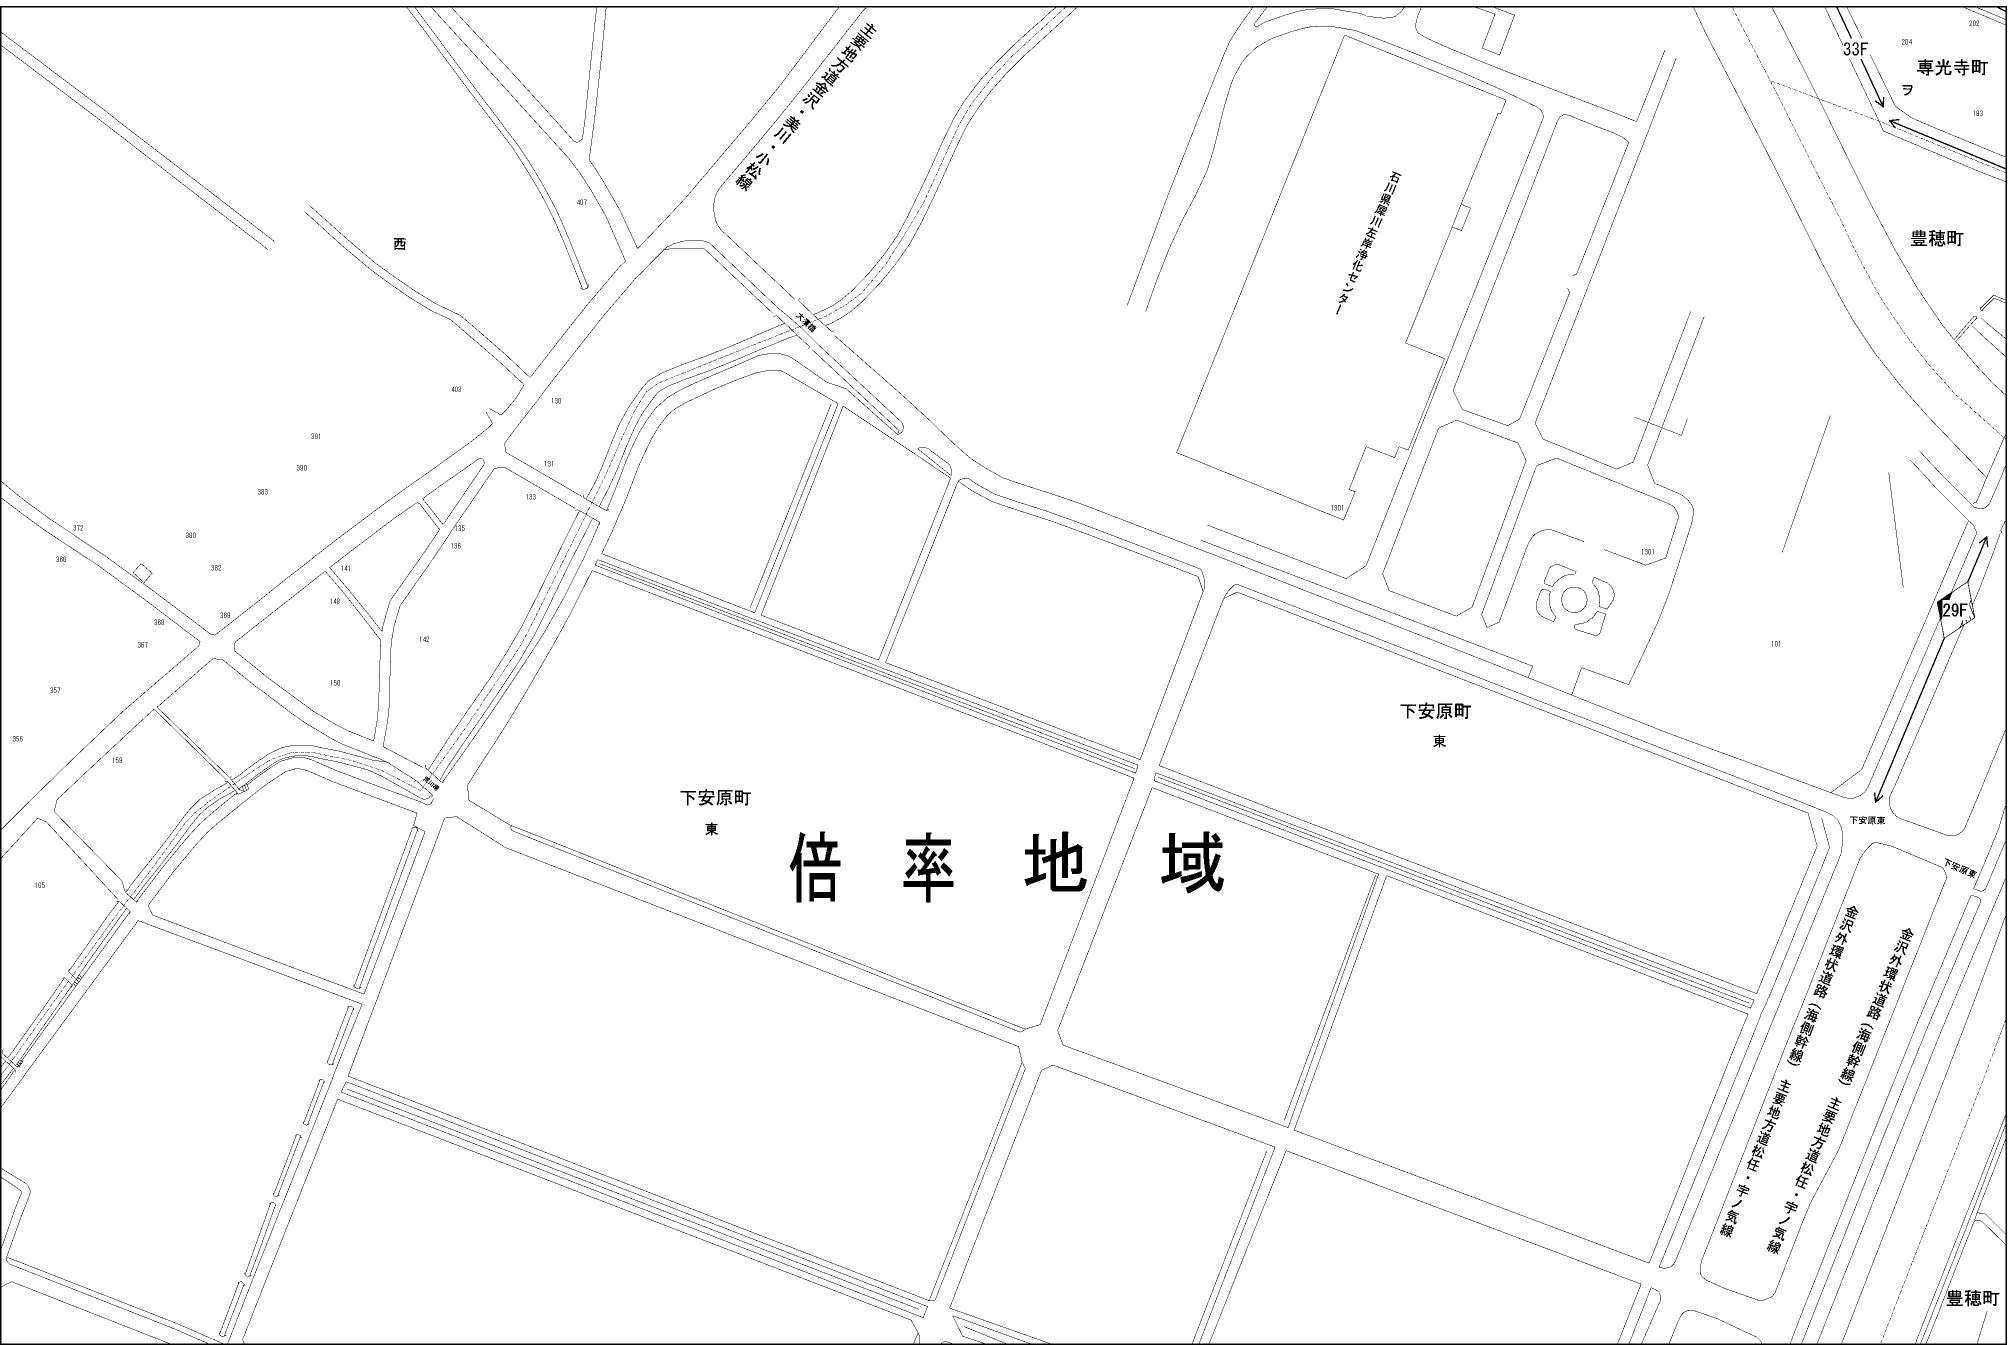 202
204
33F
専光寺町
ヲ
193
豊穂町
主要地方道金沢・美川・小松線
407
西
石川県犀川左岸浄化センター
大濱橋
403
130
391
390
383
131
133
372
380
366
382
135
136
141
148
369
368
367
142
150
357
356
159
165
1301
1301
101
29F
下安原町
東
下安原町
東
倍率地域
下安原東
下安原東
金沢外環状道路(海側幹線) 主要地方道松任・宇ノ気線
金沢外環状道路(海側幹線) 主要地方道松任・宇ノ気線
豊穂町